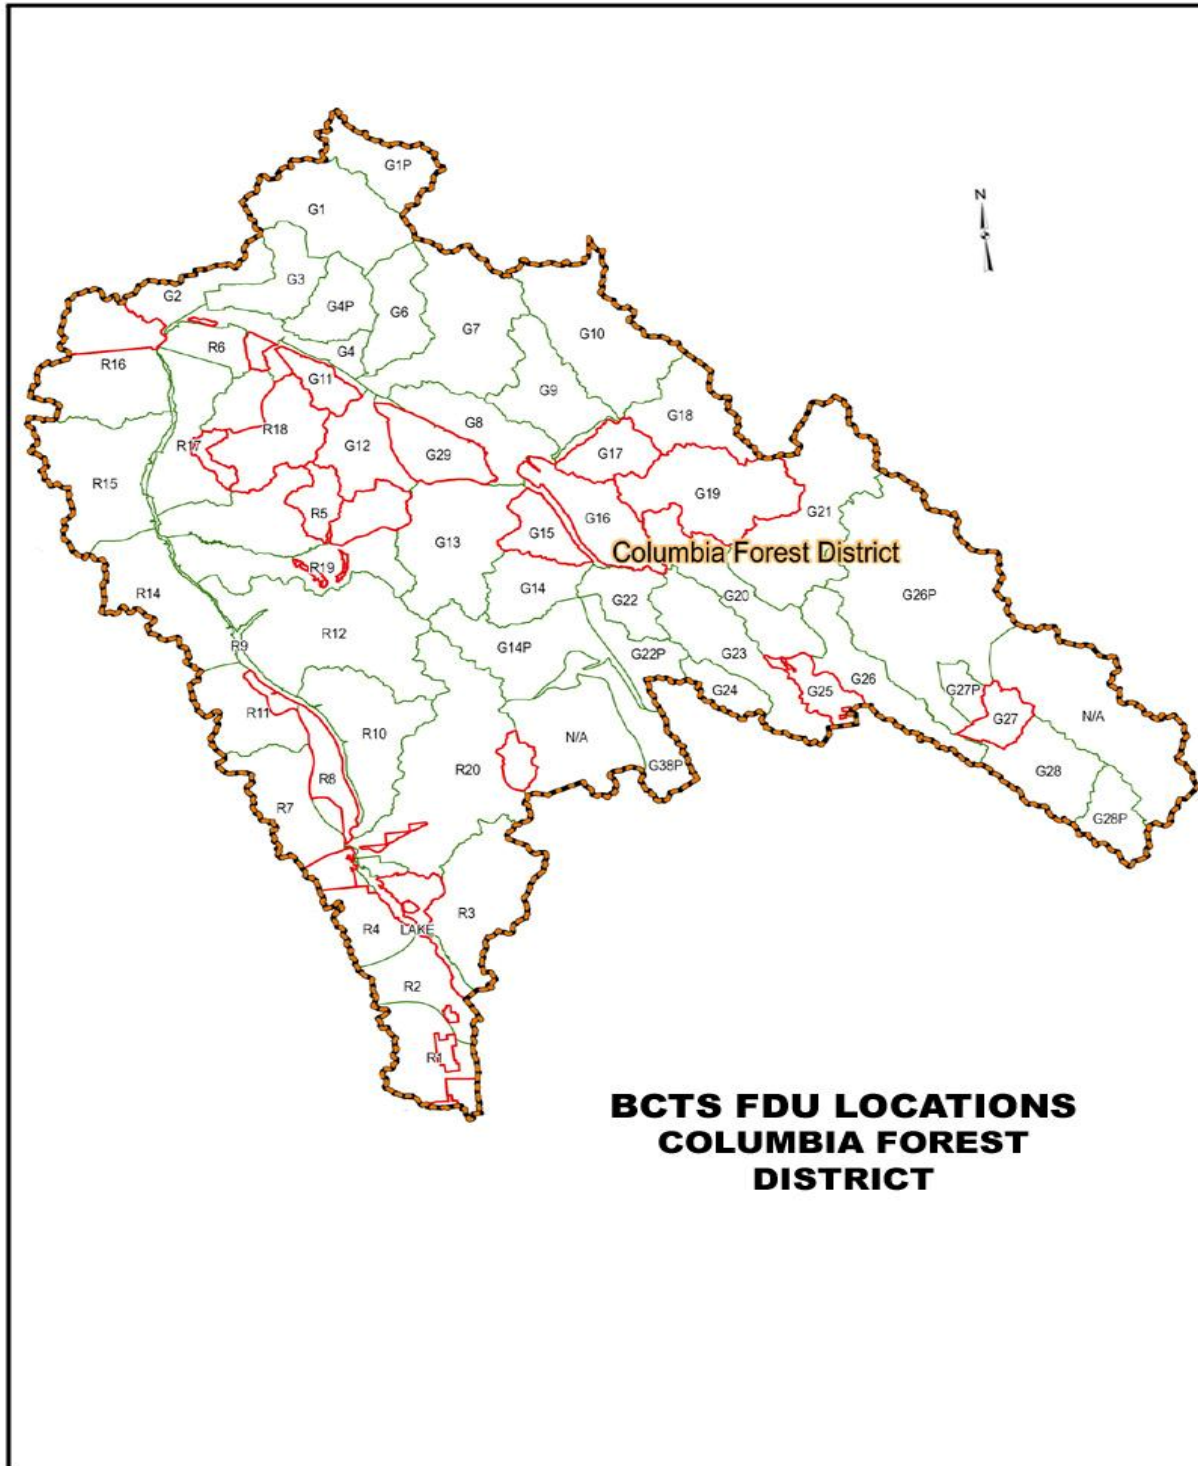 G1P
G1
N
G3
G2
G4P
G6
G7
G10
R6
G4
R16
G11
G9
G8
G18
R18
R17
G12
G29
G17
R15
G19
R5
G16
G21
G15
G13
Columbia Forest District
R19
G14
R14
G22
G20
G26P
R12
R9
G14P
G22P
G23
G24
G25
G26
G27P
R11
G27
N/A
R10
N/A
R20
G38P
R8
G28
R7
G28P
R3
R4
LAKE
R2
R1
BCTS FDU LOCATIONS
COLUMBIA FOREST
DISTRICT